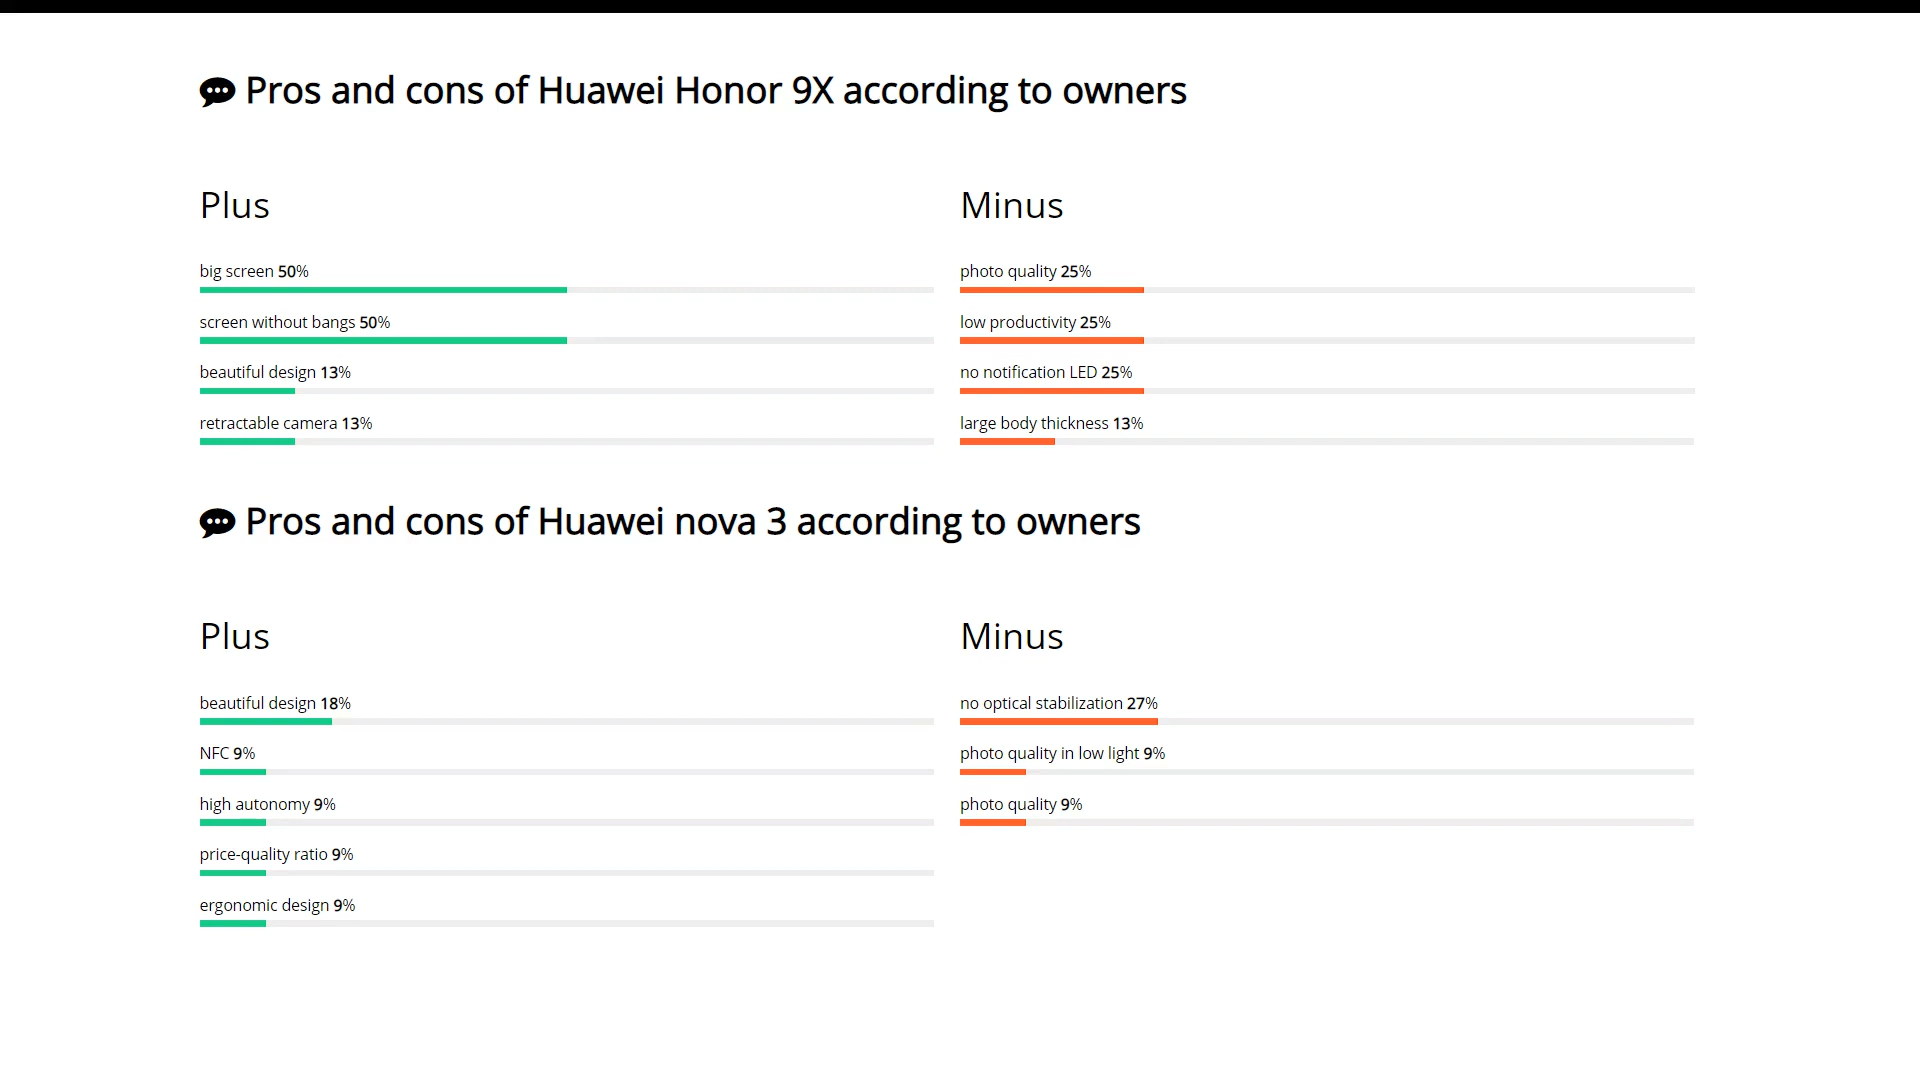 Pros and cons of Huawei Honor 9X according to owners
Plus
big screen 50%
screen without bangs 50%
beautiful design 13%
retractable camera 13%
Minus
photo quality 25%
low productivity 25%
no notification LED 25%
large body thickness 13%
Pros and cons of Huawei nova 3 according to owners
Plus
beautiful design 18%
NFC 9%
high autonomy 9%
price-quality ratio 9%
ergonomic design 9%
Minus
no optical stabilization 27%
photo quality in low light 9%
photo quality 9%